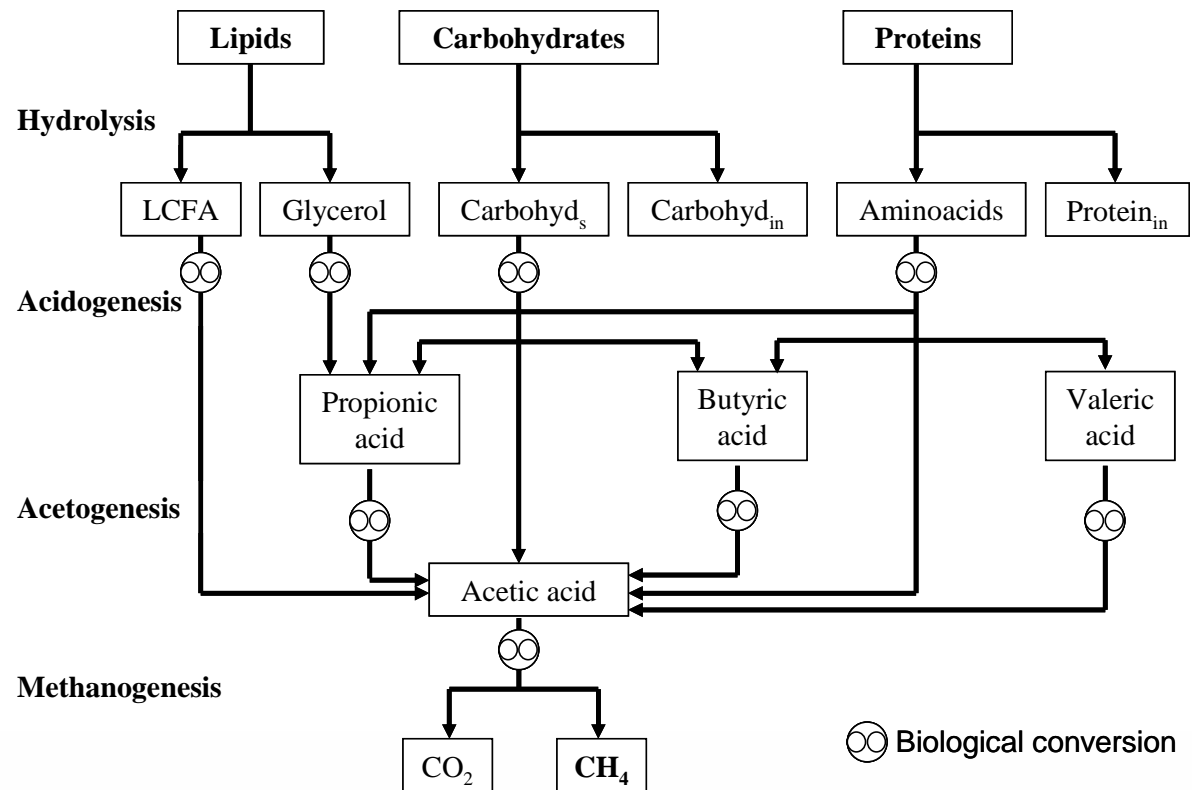 Lipids
Carbohydrates
Proteins
Hydrolysis
LCFA
Glycerol
Carbohyd_s
Carbohyd_in
Aminoacids
Protein_in
Acidogenesis
Propionic
acid
Butyric
acid
Valeric
acid
Acetogenesis
Acetic acid
Methanogenesis
CO₂
CH₄
Biological conversion